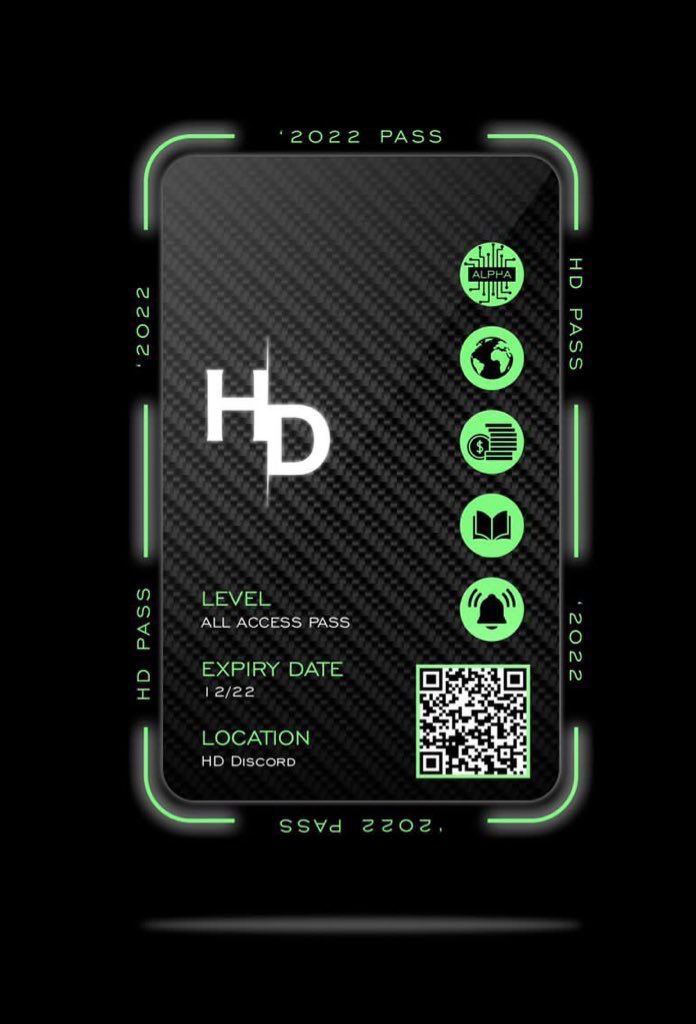 ‘2022 PASS
‘2022
HD PASS
ALPHA
HD
$
LEVEL
ALL ACCESS PASS
EXPIRY DATE
12/22
LOCATION
HD Discord
HD PASS
‘2022
‘2022 PASS